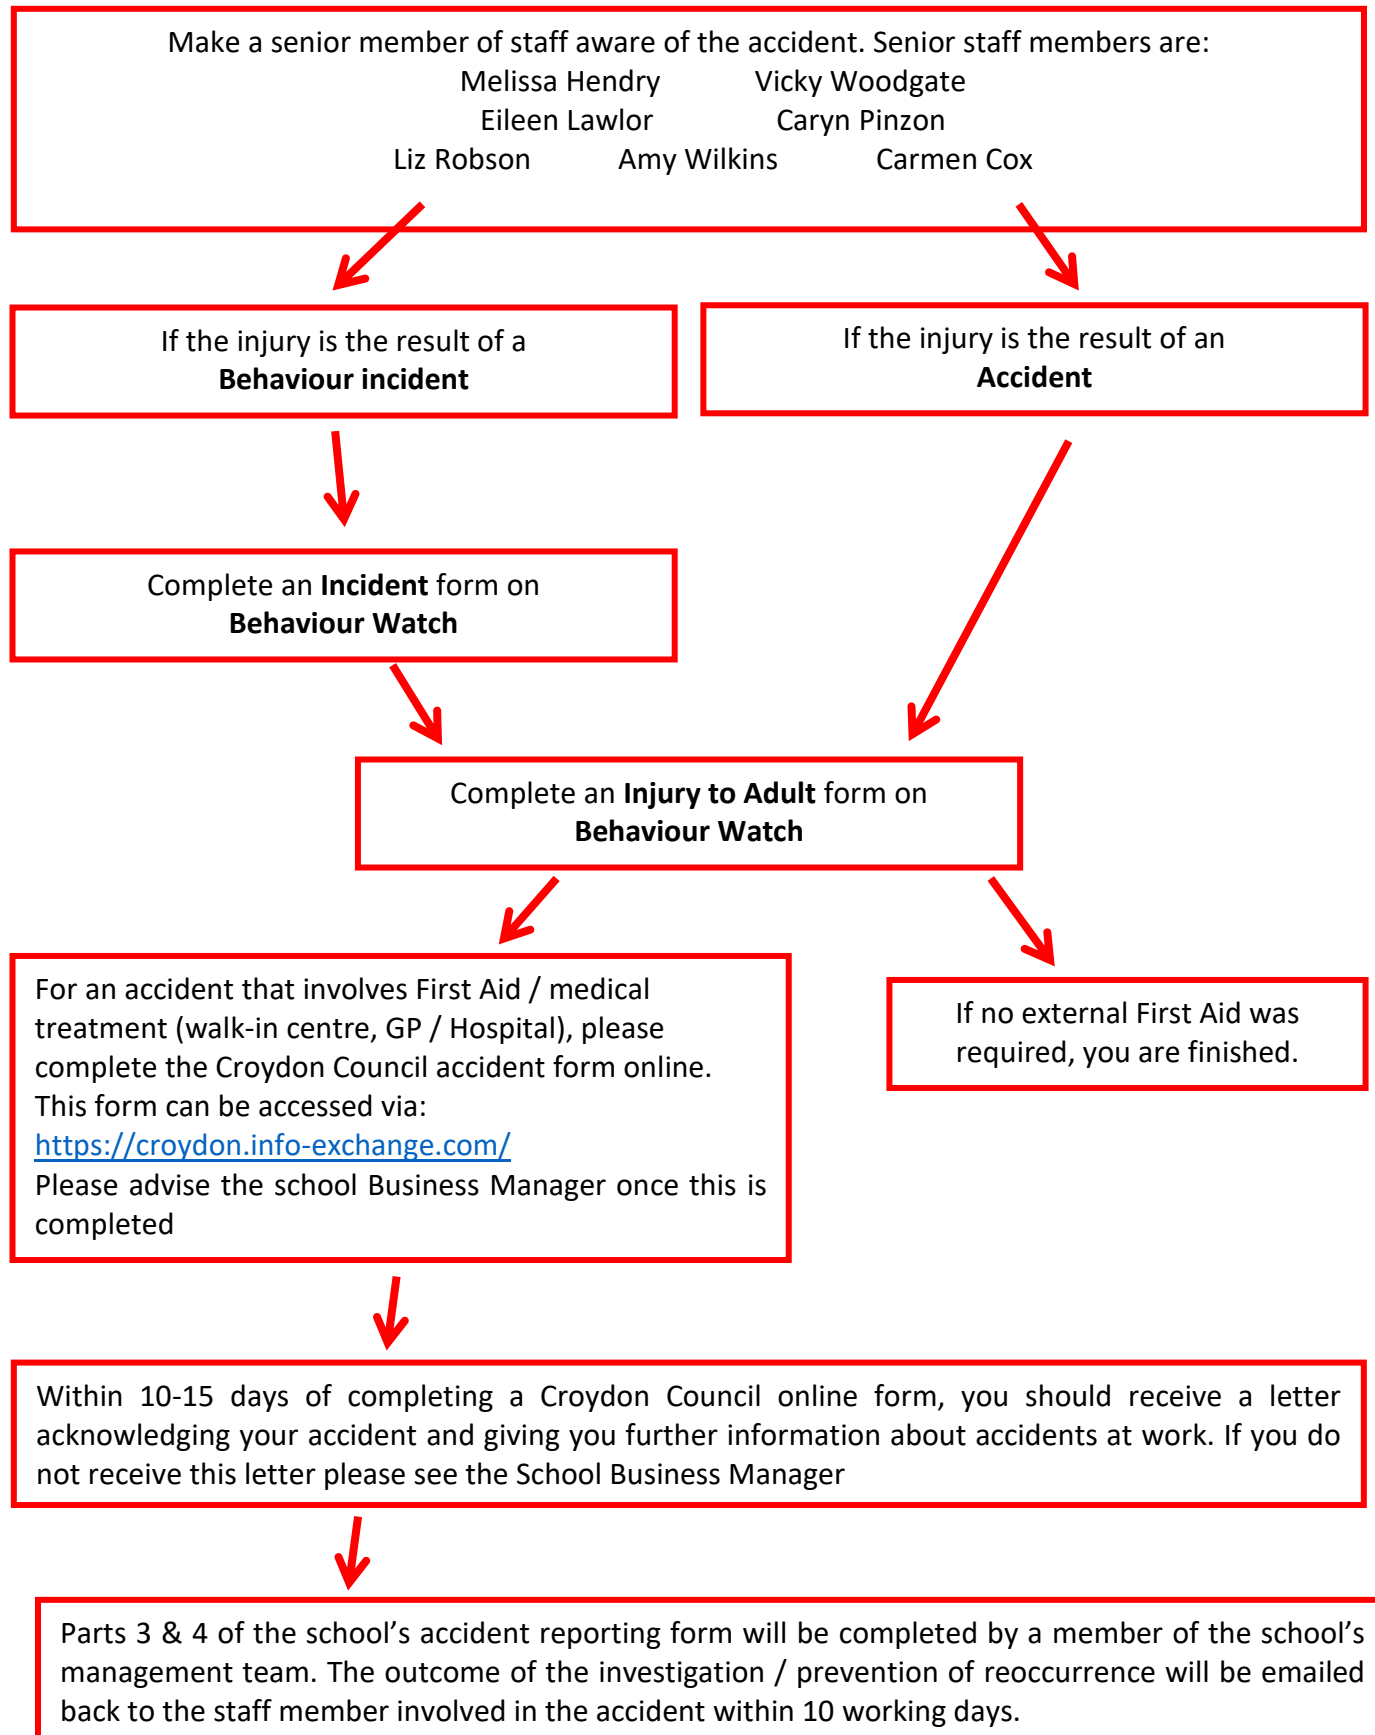 Make a senior member of staff aware of the accident. Senior staff members are:
Melissa Hendry Vicky Woodgate
Eileen Lawlor Caryn Pinzon
Liz Robson Amy Wilkins Carmen Cox
If the injury is the result of a
Behaviour incident
If the injury is the result of an
Accident
Complete an Incident form on
Behaviour Watch
Complete an Injury to Adult form on
Behaviour Watch
For an accident that involves First Aid / medical
treatment (walk-in centre, GP / Hospital), please
complete the Croydon Council accident form online.
This form can be accessed via:
https://croydon.info-exchange.com/
Please advise the school Business Manager once this is
completed
If no external First Aid was
required, you are finished.
Within 10-15 days of completing a Croydon Council online form, you should receive a letter
acknowledging your accident and giving you further information about accidents at work. If you do
not receive this letter please see the School Business Manager
Parts 3 & 4 of the school’s accident reporting form will be completed by a member of the school’s
management team. The outcome of the investigation / prevention of reoccurrence will be emailed
back to the staff member involved in the accident within 10 working days.